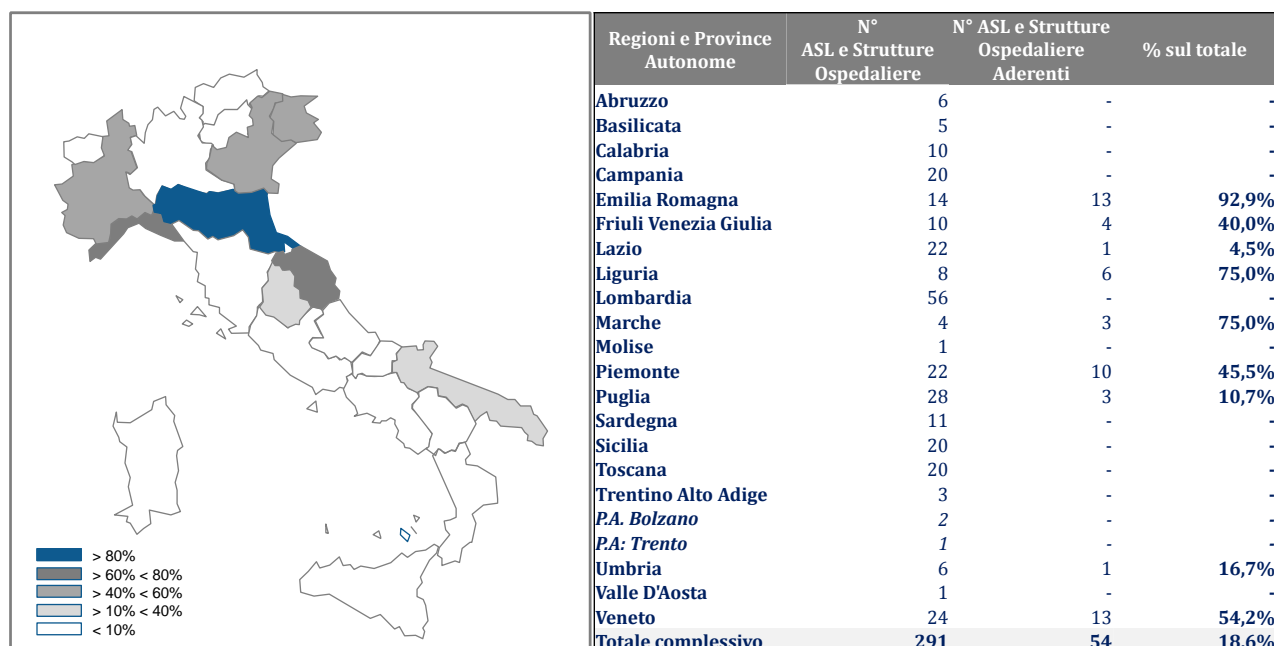 > 80%
> 60% < 80%
> 40% < 60%
> 10% < 40%
< 10%
Regioni e Province Autonome N° ASL e Strutture Ospedaliere N° ASL e Strutture Ospedaliere Aderenti % sul totale
Abruzzo 6 - -
Basilicata 5 - -
Calabria 10 - -
Campania 20 - -
Emilia Romagna 14 13 92,9%
Friuli Venezia Giulia 10 4 40,0%
Lazio 22 1 4,5%
Liguria 8 6 75,0%
Lombardia 56 - -
Marche 4 3 75,0%
Molise 1 - -
Piemonte 22 10 45,5%
Puglia 28 3 10,7%
Sardegna 11 - -
Sicilia 20 - -
Toscana 20 - -
Trentino Alto Adige 3 - -
P.A. Bolzano 2 - -
P.A: Trento 1 - -
Umbria 6 1 16,7%
Valle D'Aosta 1 - -
Veneto 24 13 54,2%
Totale complessivo 291 54 18,6%